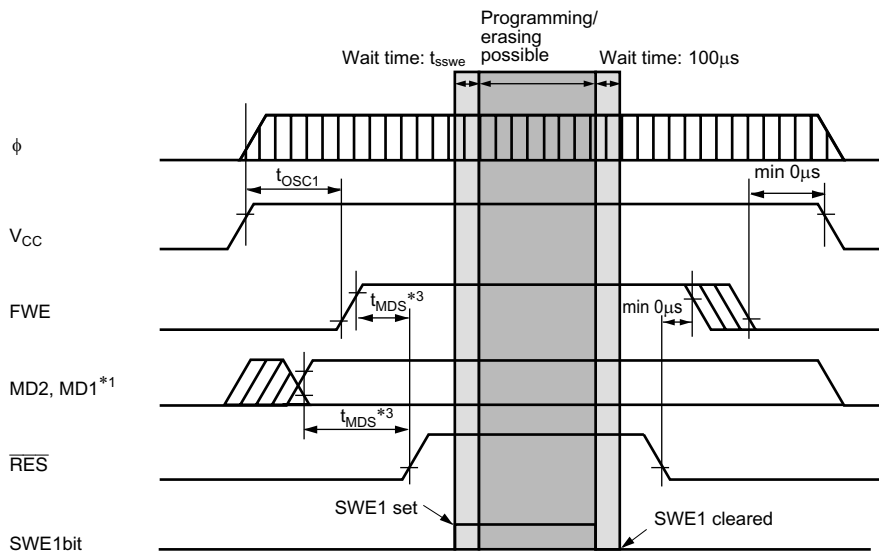 Programming/
erasing
possible
Wait time: tsswe
Wait time: 100μs
ϕ
tOSC1
min 0μs
VCC
FWE
tMDS*3
min 0μs
MD2, MD1*1
tMDS*3
RES
SWE1 set
SWE1 cleared
SWE1bit